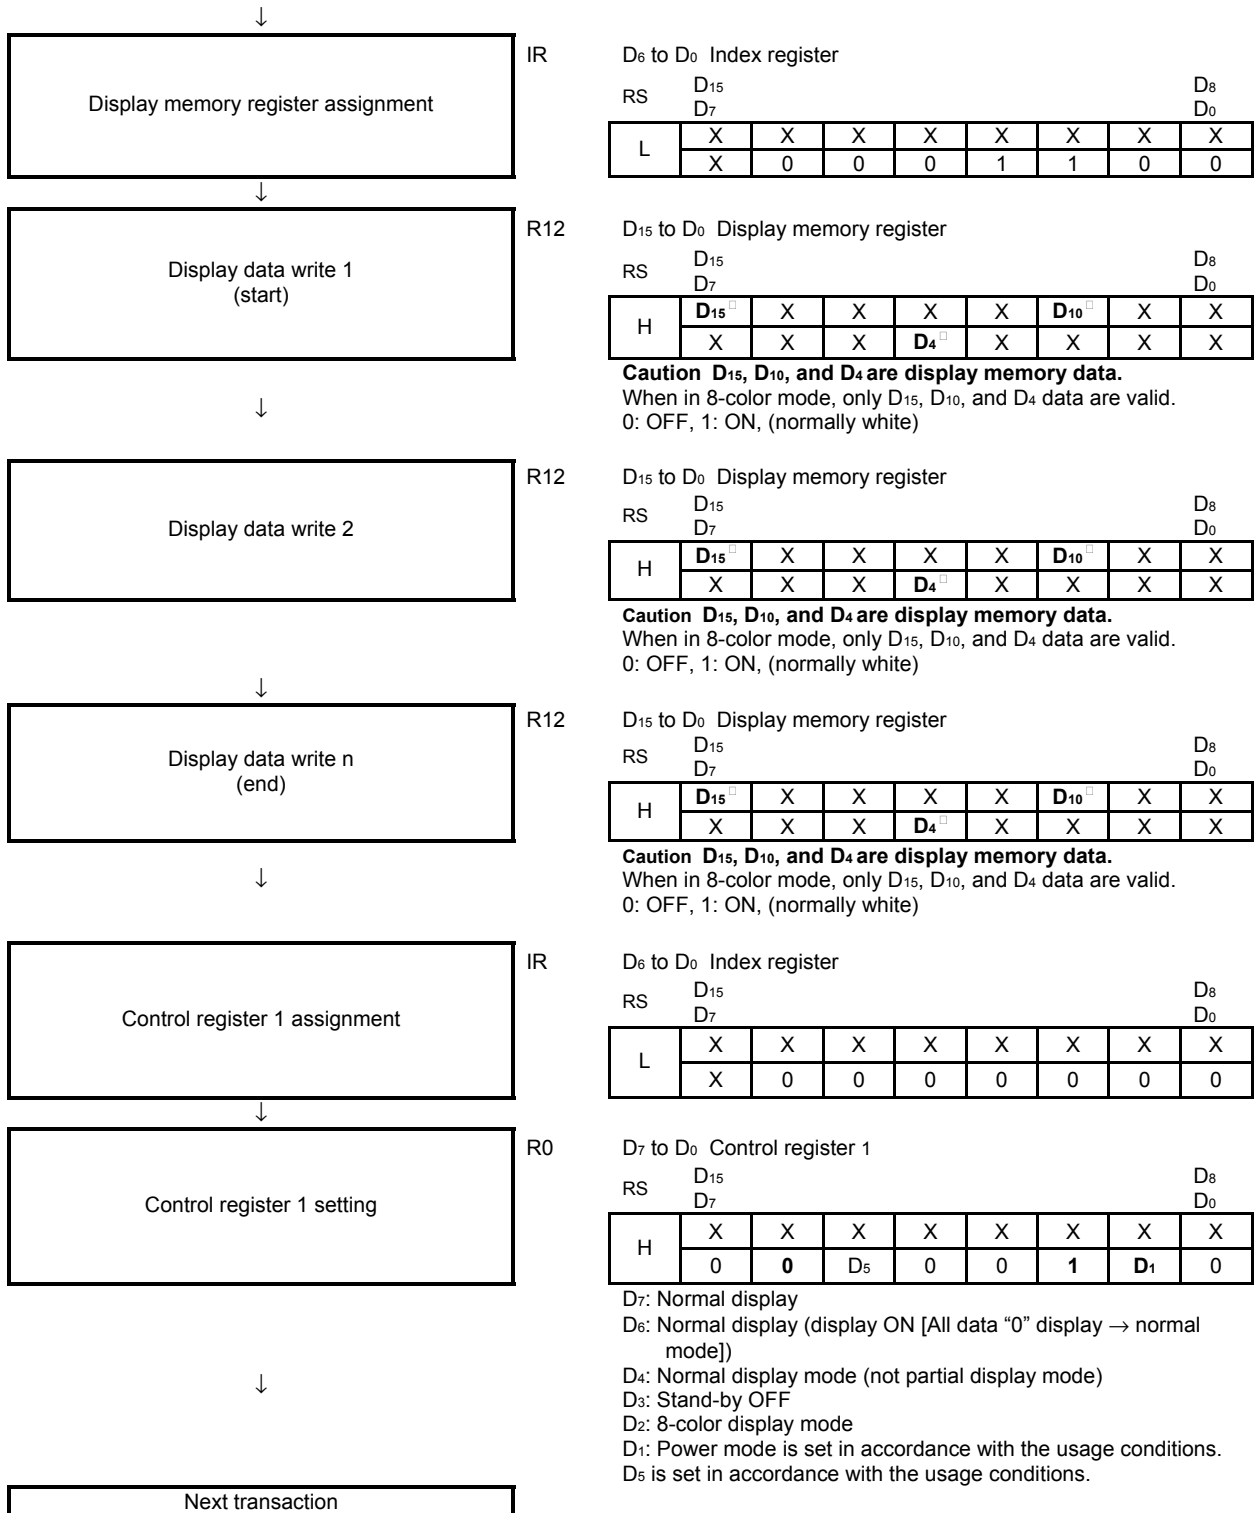 ↓
IR D6 to D0 Index register
Display memory register assignment
RS D15 D8
D7 D0
L X X X X X X X X
X 0 0 0 1 1 0 0
↓
R12 D15 to D0 Display memory register
Display data write 1
(start)
RS D15 D8
D7 D0
H D15□ X X X X D10□ X X
X X X D4□ X X X X
Caution D15, D10, and D4 are display memory data.
When in 8-color mode, only D15, D10, and D4 data are valid.
0: OFF, 1: ON, (normally white)
↓
R12 D15 to D0 Display memory register
Display data write 2
RS D15 D8
D7 D0
H D15□ X X X X D10□ X X
X X X D4□ X X X X
Caution D15, D10, and D4 are display memory data.
When in 8-color mode, only D15, D10, and D4 data are valid.
0: OFF, 1: ON, (normally white)
↓
R12 D15 to D0 Display memory register
Display data write n
(end)
RS D15 D8
D7 D0
H D15□ X X X X D10□ X X
X X X D4□ X X X X
Caution D15, D10, and D4 are display memory data.
When in 8-color mode, only D15, D10, and D4 data are valid.
0: OFF, 1: ON, (normally white)
↓
IR D6 to D0 Index register
Control register 1 assignment
RS D15 D8
D7 D0
L X X X X X X X X
X 0 0 0 0 0 0 0
↓
R0 D7 to D0 Control register 1
Control register 1 setting
RS D15 D8
D7 D0
H X X X X X X X X
0 0 D5 0 0 1 D1 0
D7: Normal display
D6: Normal display (display ON [All data “0” display → normal
mode])
D4: Normal display mode (not partial display mode)
D3: Stand-by OFF
D2: 8-color display mode
D1: Power mode is set in accordance with the usage conditions.
D5 is set in accordance with the usage conditions.
↓
Next transaction